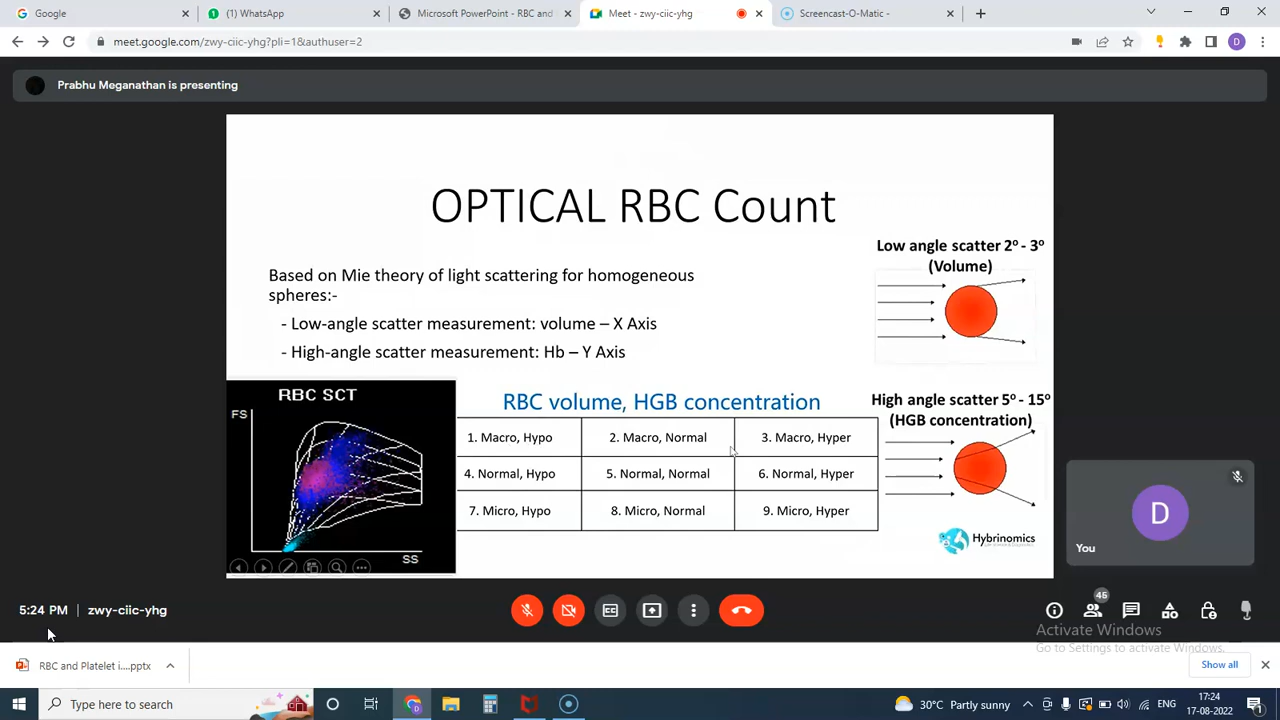 Google
(1) WhatsApp
Microsoft PowerPoint - RBC and
Meet - zwy-ciic-yhg
Screencast-O-Matic -
meet.google.com/zwy-ciic-yhg?pli=1&authuser=2
D
Prabhu Meganathan is presenting
OPTICAL RBC Count
Low angle scatter 2º - 3º
(Volume)
Based on Mie theory of light scattering for homogeneous
spheres:-
- Low-angle scatter measurement: volume – X Axis
- High-angle scatter measurement: Hb – Y Axis
RBC SCT
FS
SS
RBC volume, HGB concentration
1. Macro, Hypo
2. Macro, Normal
3. Macro, Hyper
4. Normal, Hypo
5. Normal, Normal
6. Normal, Hyper
7. Micro, Hypo
8. Micro, Normal
9. Micro, Hyper
High angle scatter 5º - 15º
(HGB concentration)
Hybrinomics
D
You
5:24 PM | zwy-ciic-yhg
Activate Windows
Go to Settings to activate Windows.
RBC and Platelet i....pptx
Show all
Type here to search
30°C Partly sunny
ENG
17:24
17-08-2022